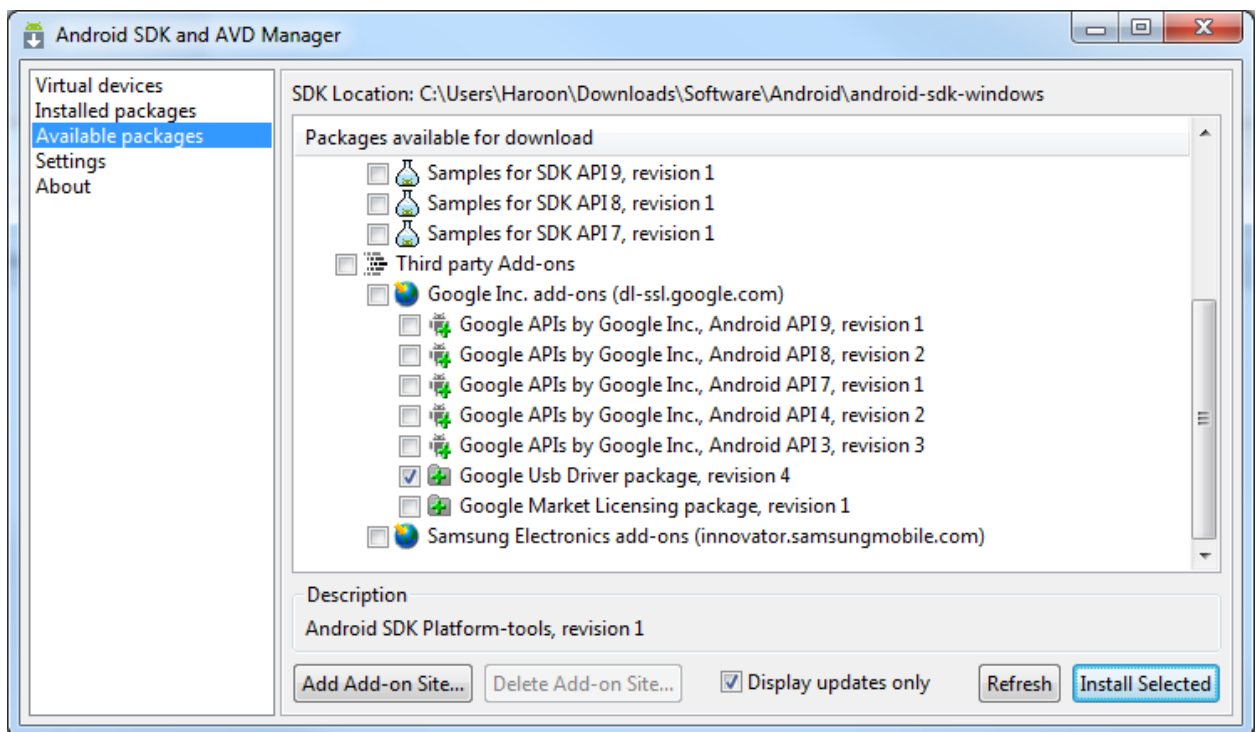 Android SDK and AVD Manager
Virtual devices
Installed packages
Available packages
Settings
About
SDK Location: C:\Users\Haroon\Downloads\Software\Android\android-sdk-windows
Packages available for download
Samples for SDK API 9, revision 1
Samples for SDK API 8, revision 1
Samples for SDK API 7, revision 1
Third party Add-ons
Google Inc. add-ons (dl-ssl.google.com)
Google APIs by Google Inc., Android API 9, revision 1
Google APIs by Google Inc., Android API 8, revision 2
Google APIs by Google Inc., Android API 7, revision 1
Google APIs by Google Inc., Android API 4, revision 2
Google APIs by Google Inc., Android API 3, revision 3
Google Usb Driver package, revision 4
Google Market Licensing package, revision 1
Samsung Electronics add-ons (innovator.samsungmobile.com)
Description
Android SDK Platform-tools, revision 1
Add Add-on Site... Delete Add-on Site... Display updates only Refresh Install Selected